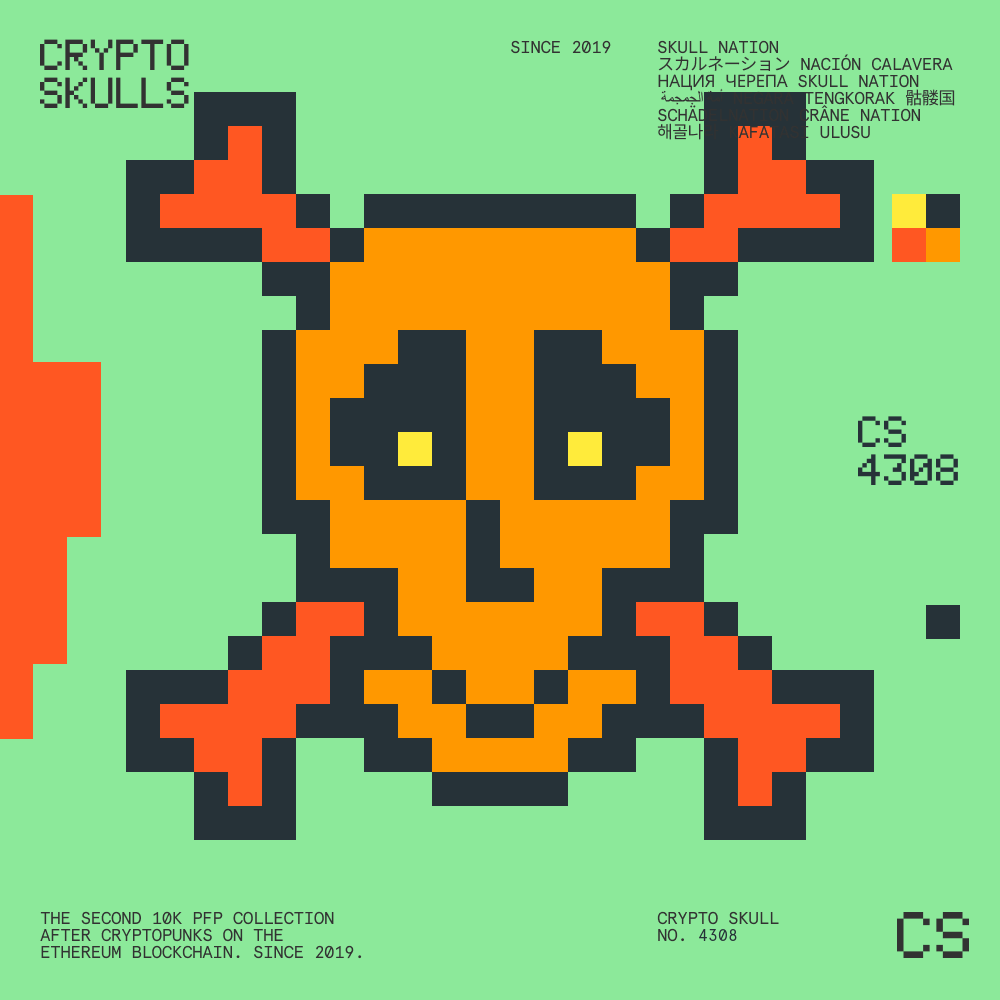 CRYPTO
SKULLS
SINCE 2019
SKULL NATION
スカルネーション NACIÓN CALAVERA
НАЦИЯ ЧЕРЕПА SKULL NATION
الجمجمة TENGKORAK 骷髅国
CRÂNE NATION
해골 ULUSU
CS
4308
THE SECOND 10K PFP COLLECTION
AFTER CRYPTOPUNKS ON THE
ETHEREUM BLOCKCHAIN. SINCE 2019.
CRYPTO SKULL
NO. 4308
CS